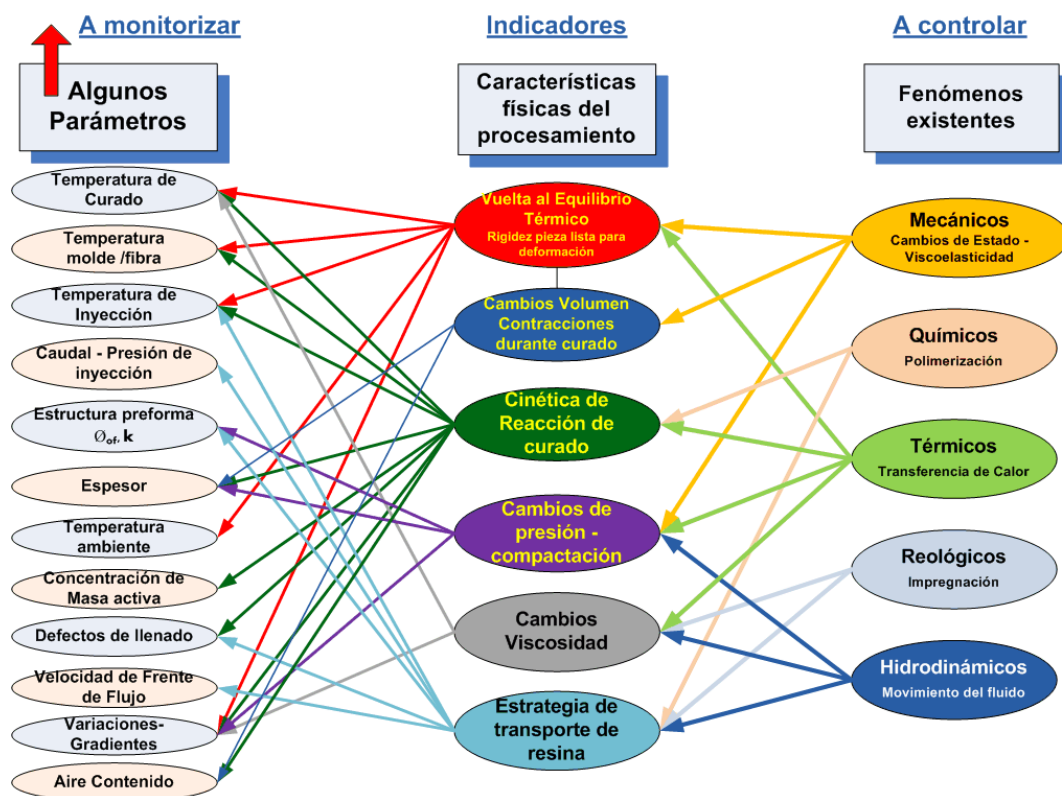 A monitorizar
Indicadores
A controlar
Algunos
Parámetros
Características
físicas del
procesamiento
Fenómenos
existentes
Temperatura de
Curado
Temperatura
molde /fibra
Temperatura de
Inyección
Caudal - Presión de
inyección
Estructura preforma
Øof, k
Espesor
Temperatura
ambiente
Concentración de
Masa activa
Defectos de llenado
Velocidad de Frente
de Flujo
Variaciones-
Gradientes
Aire Contenido
Vuelta al Equilibrio
Térmico
Rigidez pieza lista para
deformación
Cambios Volumen
Contracciones
durante curado
Cinética de
Reacción de
curado
Cambios de
presión -
compactación
Cambios
Viscosidad
Estrategia de
transporte de
resina
Mecánicos
Cambios de Estado -
Viscoelasticidad
Químicos
Polimerización
Térmicos
Transferencia de Calor
Reológicos
Impregnación
Hidrodinámicos
Movimiento del fluido